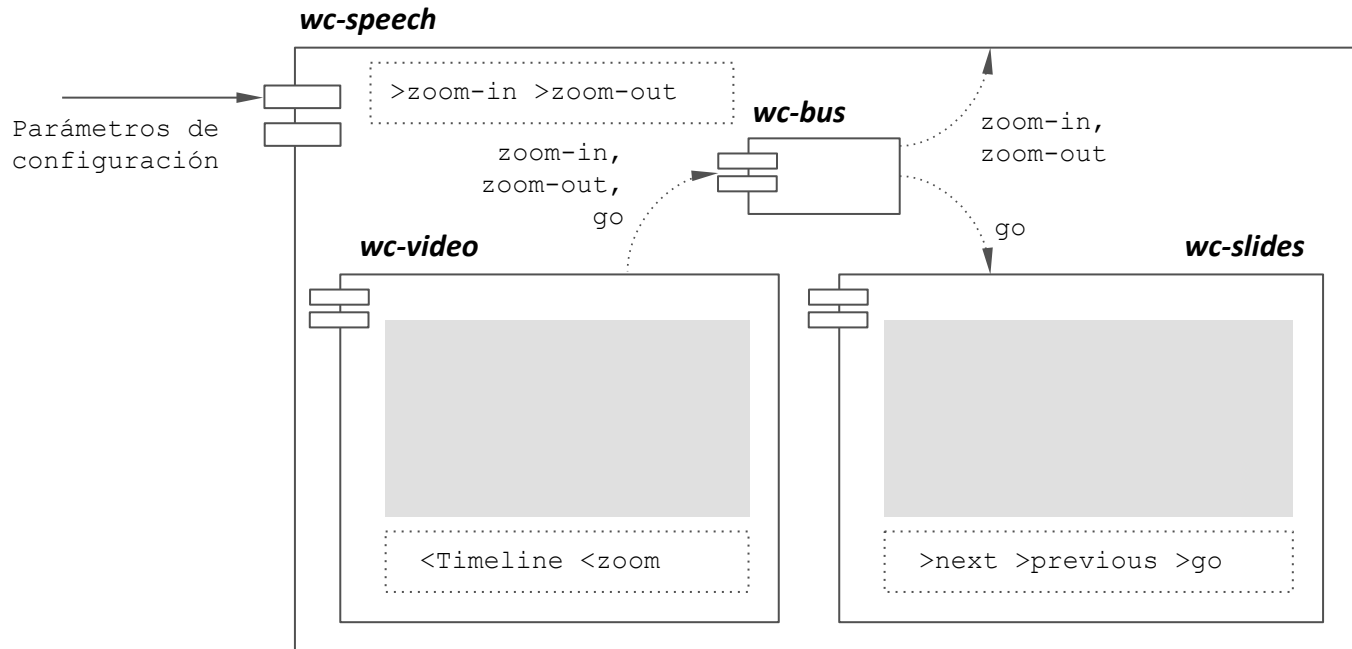 wc-speech
>zoom-in >zoom-out
Parámetros de
configuración
wc-bus
zoom-in,
zoom-out,
go
zoom-in,
zoom-out
go
wc-video
wc-slides
<Timeline <zoom
>next >previous >go